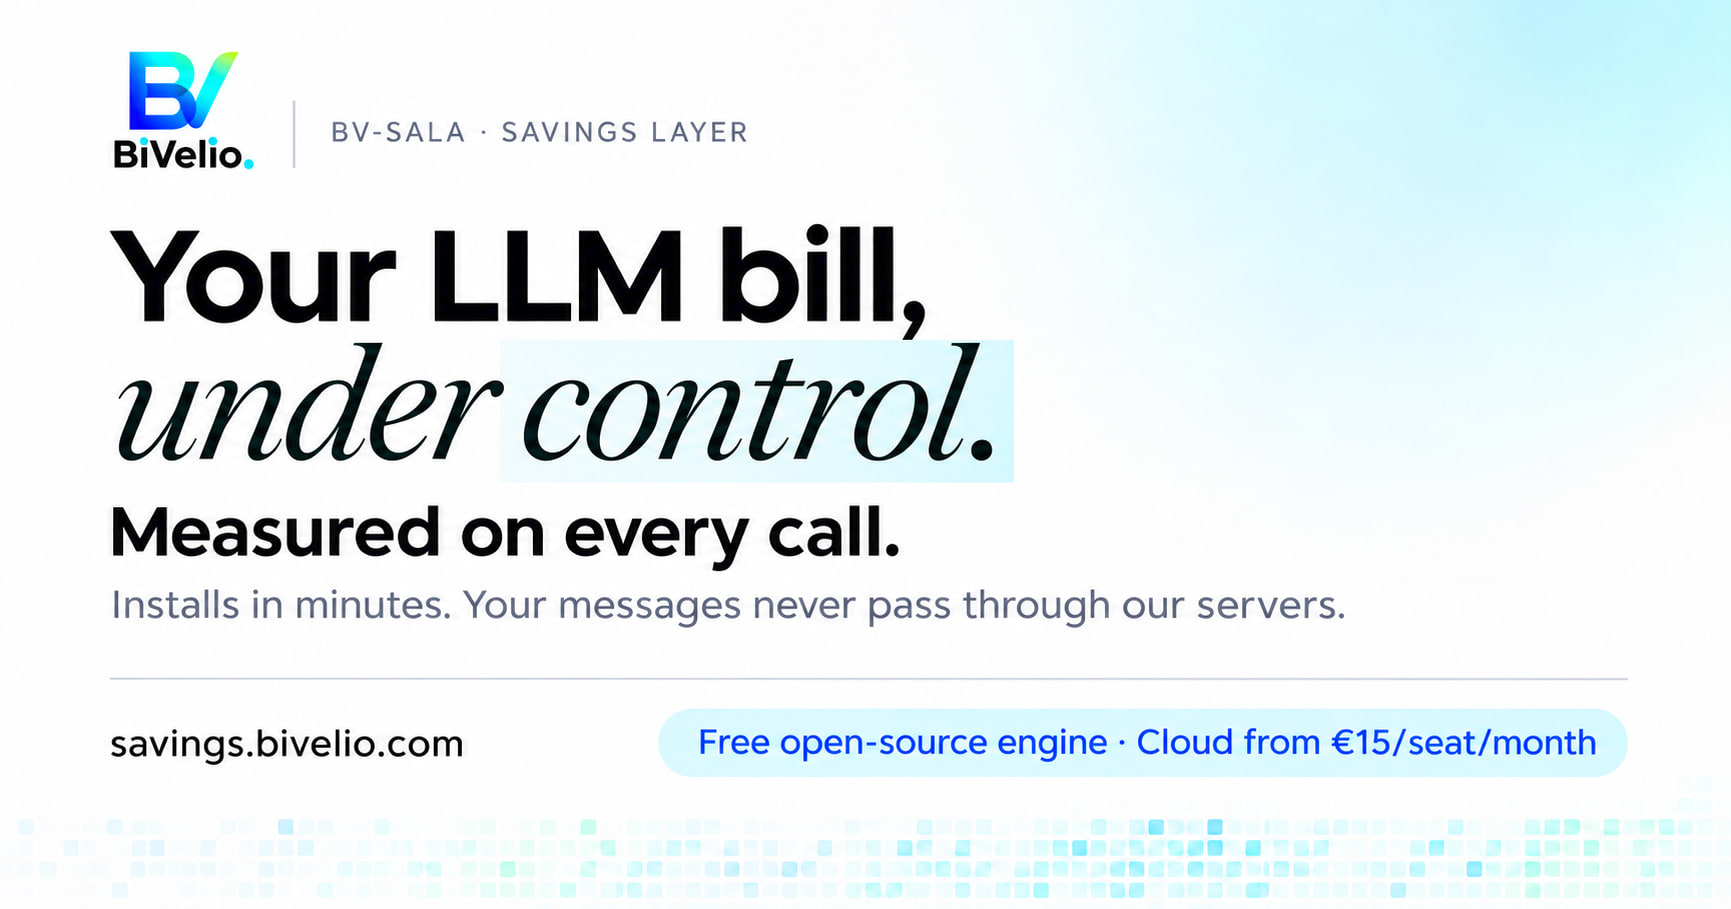 BV
BiVelio.
BV-SALA · SAVINGS LAYER
Your LLM bill,
under control.
Measured on every call.
Installs in minutes. Your messages never pass through our servers.
savings.bivelio.com
Free open-source engine · Cloud from €15/seat/month